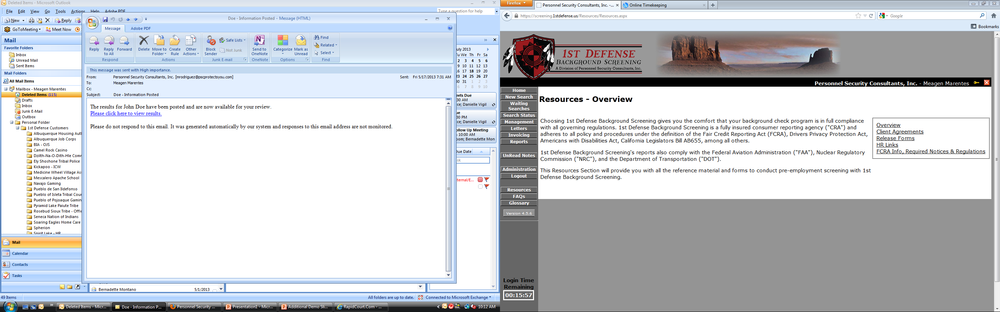 Deleted Items - Microsoft Outlook
File Edit View Go Tools Actions Help Adobe PDF
Type a question for help
New Reply
GoToMeeting Meet Now
Mail
Favorite Folders
Inbox
Unread Mail
Sent Items
Mail Folders
All Mail Items
Mailbox - Meagen Marentes
Deleted Items (115)
Drafts
Inbox
Junk E-Mail
Outbox
Personal Folder
1st Defense Customers
Albuquerque Housing Aut
Albuquerque Job Corps
BIA - OJS
Camel Rock Casino
Dzilth-Na-O-Dith-Hle Comr
Ely Shoshone Tribal Police
Kickapoo - ICW
Medicine Wheel Village Ass
Mescalero Apache School
Navajo Gaming
Pueblo de San Ildefonso
Pueblo of Isleta Tribal Cour
Pueblo of Pojoaque Gamin
Pyramid Lake Paiute Tribe
Rosebud Sioux Tribe - Offic
Seneca Nation of Indians
Soaring Eagles Home Care
Spherion
Spirit Lake - HR
Mail
Calendar
Contacts
Tasks
49 Items
Doe - Information Posted - Message (HTML)
Message Adobe PDF
Reply Reply to All Forward
Respond
Delete Move to Folder Create Rule Other Actions
Actions
Block Sender Safe Lists Not Junk
Junk E-mail
Send to OneNote
OneNote
Categorize Mark as Unread
Options
Find
Related
Select
Find
This message was sent with High importance.
From: Personnel Security Consultants, Inc. [mrodriguez@pscprotectsyou.com] Sent: Fri 5/17/2013 7:31 AM
To: Meagen Marentes
Cc:
Subject: Doe - Information Posted
The results for John Doe have been posted and are now available for your review.
Please click here to view results.
Please do not respond to this email. It was generated automatically by our system and responses to this email address are not monitored.
Bernadette Montano 5/1/2013
uly 2013
Tu We Th Fr Sa
2 3 4 5 6
9 10 11 12 13
16 17 18 19 20
23 24 25 26 27
30 31 1 2 3
6 7 8 9 10
eets Due
30 AM
ce; Danielle Vigil
ue
30 PM
ce; Danielle Vigil
ollow Up Meeting
- 10:00 AM
oom; Bernadette Mon
Due Date
sk
ternal/E...
All folders are up to date. Connected to Microsoft Exchange
Deleted Items - Micr... Doe - Information P... Personnel Security ... Presentation1 - Micr... Additional Demo Sli... RapidCourt.Com - ... 10:12 AM
Firefox
Personnel Security Consultants, Inc. -... Online Timekeeping
https://screening.1stdefense.us/Resources/Resources.aspx
Google
Bookmarks
1ST DEFENSE
BACKGROUND SCREENING
A Division of Personnel Security Consultants, Inc.
Personnel Security Consultants, Inc. - Meagen Marentes
Home
New Search
Waiting
Searches
Search Status
Management
Letters
Invoicing
Reports
UnRead Notes
Administration
Logout
Resources
FAQs
Glossary
Version 4.5.6
Login Time
Remaining
00:15:57
Resources - Overview
Choosing 1st Defense Background Screening gives you the comfort that your background check program is in full compliance
with all governing regulations. 1st Defense Background Screening is a fully insured consumer reporting agency ("CRA") and
adheres to all policy and procedures under the definition of the Fair Credit Reporting Act (FCRA), Drivers Privacy Protection Act,
Americans with Disabilities Act, California Legislators Bill AB655, among all others.
1st Defense Background Screening's reports also comply with the Federal Aviation Administration ("FAA"), Nuclear Regulatory
Commission ("NRC"), and the Department of Transportation ("DOT").
This Resources Section will provide you with all the reference material and forms to conduct pre-employment screening with 1st
Defense Background Screening.
Overview
Client Agreements
Release Forms
HR Links
FCRA Info, Required Notices & Regulations